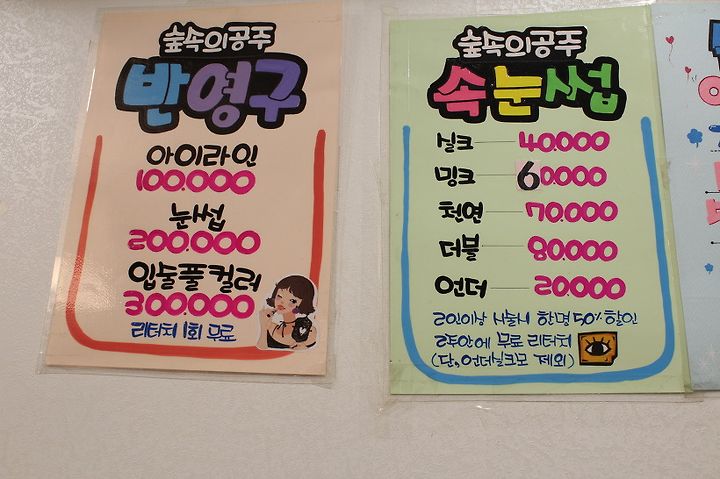 숲속의공주
반영구
아이라인
100.000
눈썹
200.000
입술풀컬러
300.000
리터치 1회 무료
숲속의공주
속눈썹
실크 40.000
밍크 60.000
천연 70.000
더블 80.000
언더 20.000
2인이상 시술시 한명 50% 할인
2주안에 무료 리터치
(단, 언더실크모 제외)